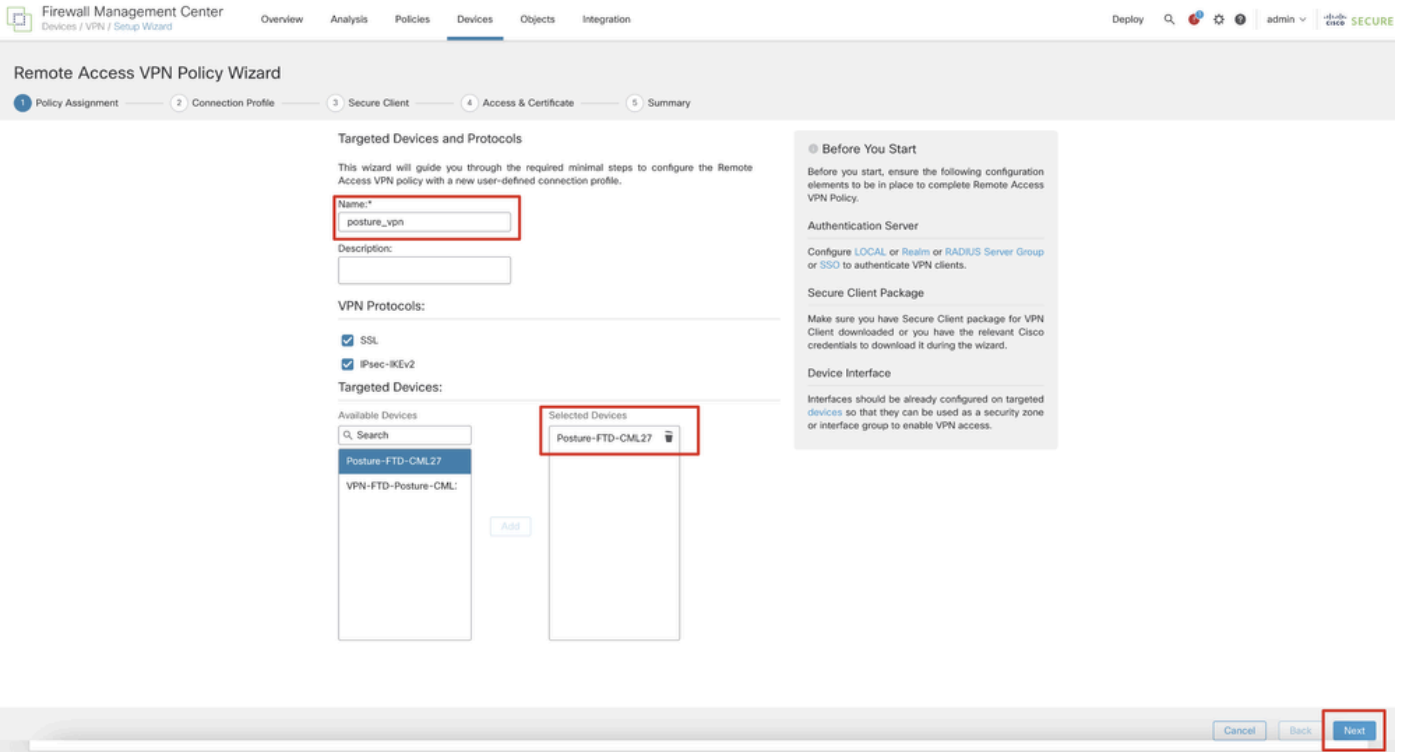 Firewall Management Center
Devices / VPN / Setup Wizard
Overview
Analysis
Policies
Devices
Objects
Integration
Deploy
admin
CISCO SECURE
Remote Access VPN Policy Wizard
1 Policy Assignment
2 Connection Profile
3 Secure Client
4 Access & Certificate
5 Summary
Targeted Devices and Protocols
This wizard will guide you through the required minimal steps to configure the Remote
Access VPN policy with a new user-defined connection profile.
Name:*
posture_vpn
Description:
VPN Protocols:
SSL
IPsec-IKEv2
Targeted Devices:
Available Devices
Search
Posture-FTD-CML27
VPN-FTD-Posture-CML:
Add
Selected Devices
Posture-FTD-CML27
Before You Start
Before you start, ensure the following configuration
elements to be in place to complete Remote Access
VPN Policy.
Authentication Server
Configure LOCAL or Realm or RADIUS Server Group
or SSO to authenticate VPN clients.
Secure Client Package
Make sure you have Secure Client package for VPN
Client downloaded or you have the relevant Cisco
credentials to download it during the wizard.
Device Interface
Interfaces should be already configured on targeted
devices so that they can be used as a security zone
or interface group to enable VPN access.
Cancel
Back
Next